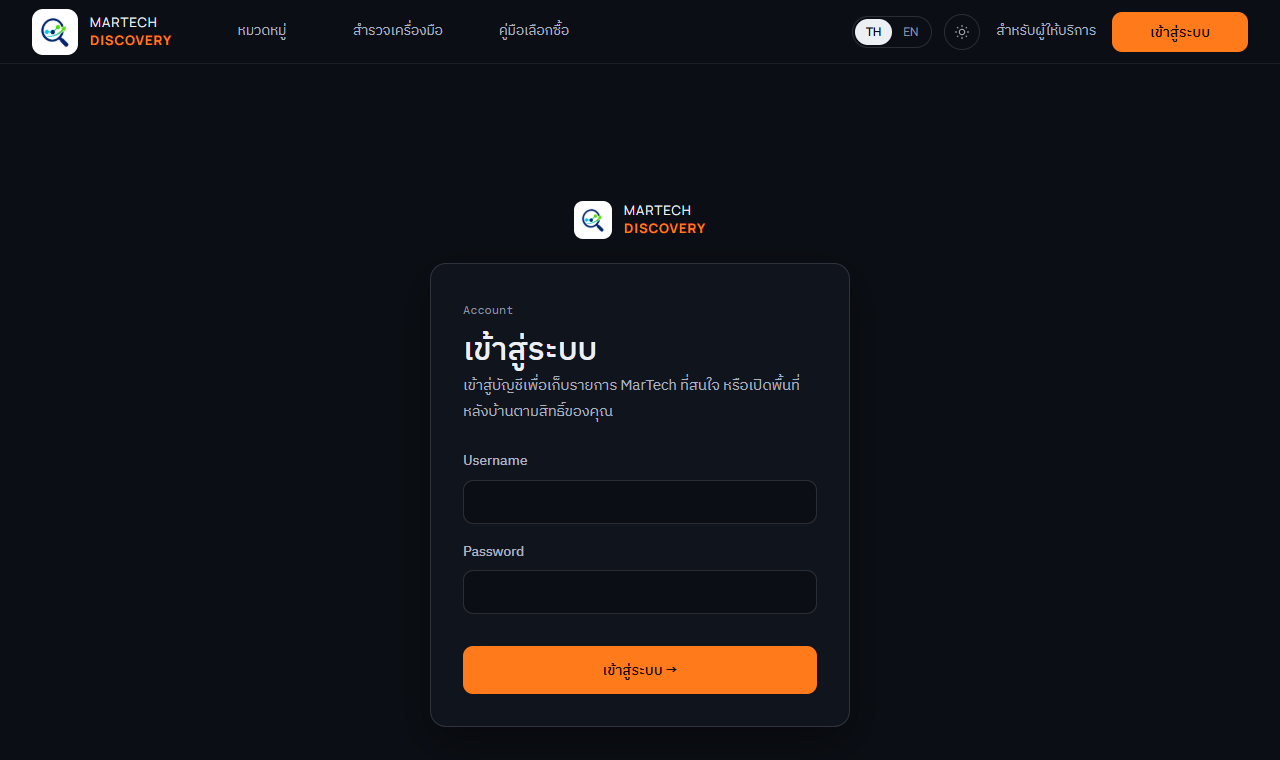 MARTECH
DISCOVERY
หมวดหมู่
สำรวจเครื่องมือ
คู่มือเลือกซื้อ
TH
EN
สำหรับผู้ให้บริการ
เข้าสู่ระบบ
MARTECH
DISCOVERY
Account
เข้าสู่ระบบ
เข้าสู่บัญชีเพื่อเก็บรายการ MarTech ที่สนใจ หรือเปิดพื้นที่
หลังบ้านตามสิทธิ์ของคุณ
Username
Password
เข้าสู่ระบบ →